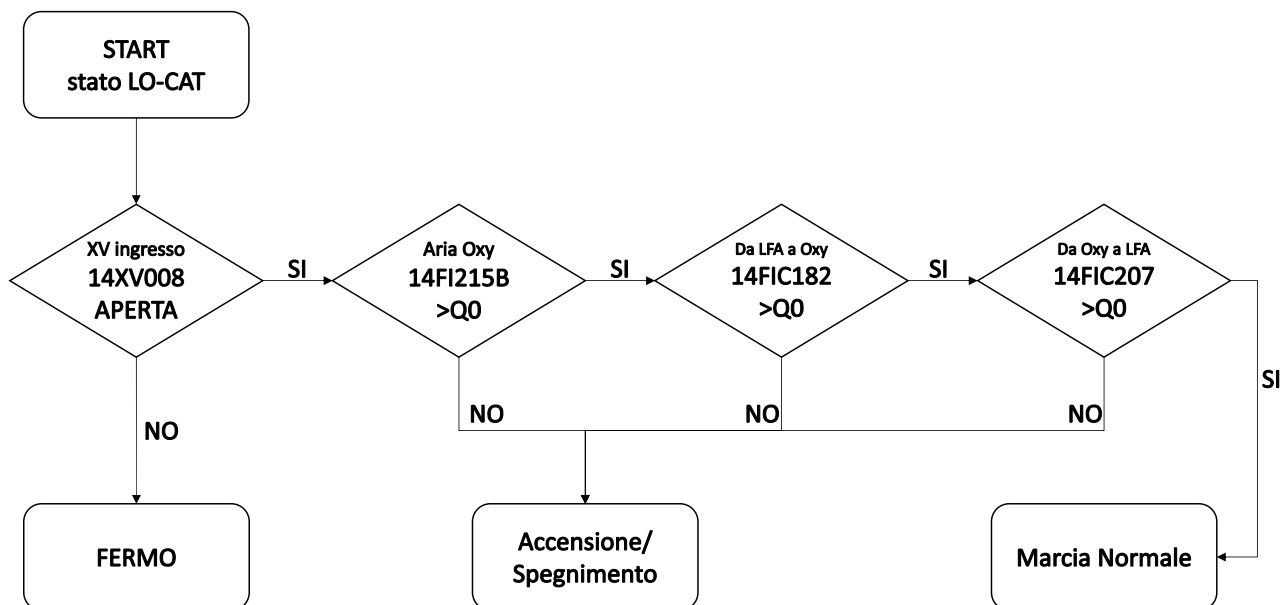 START
stato LO-CAT
XV ingresso
14XV008
APERTA
SI
Aria Oxy
14FI215B
>Q0
SI
Da LFA a Oxy
14FIC182
>Q0
SI
Da Oxy a LFA
14FIC207
>Q0
SI
NO
NO
NO
NO
FERMO
Accensione/
Spegnimento
Marcia Normale